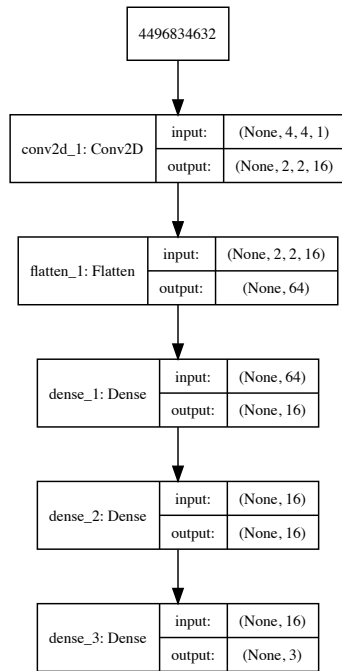 4496834632
conv2d_1: Conv2D
input: (None, 4, 4, 1)
output: (None, 2, 2, 16)
flatten_1: Flatten
input: (None, 2, 2, 16)
output: (None, 64)
dense_1: Dense
input: (None, 64)
output: (None, 16)
dense_2: Dense
input: (None, 16)
output: (None, 16)
dense_3: Dense
input: (None, 16)
output: (None, 3)